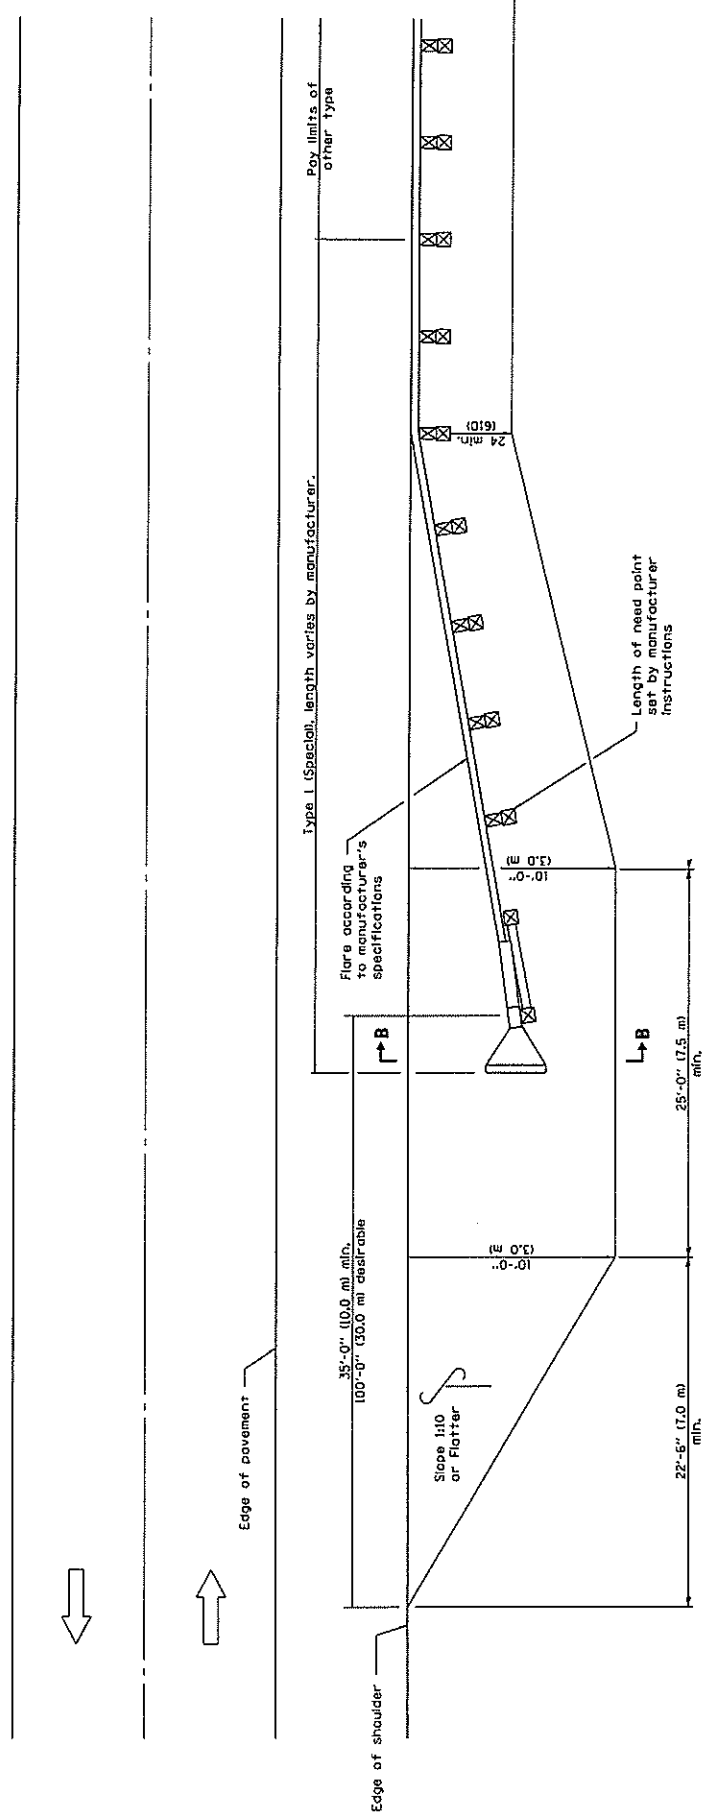 Pay limits of
other type
24 min.
(610)
Type 1 (Special), length varies by manufacturer.
Length of need point
set by manufacturer
instructions
Flare according
to manufacturer's
specifications
10'-0"
(3.0 m)
B
B
25'-0" (7.5 m)
min.
35'-0" (10.0 m) min.
100'-0" (30.0 m) desirable
10'-0"
(3.0 m)
Edge of pavement
Slope 1:10
or Flatter
22'-6" (7.0 m)
min.
Edge of shoulder